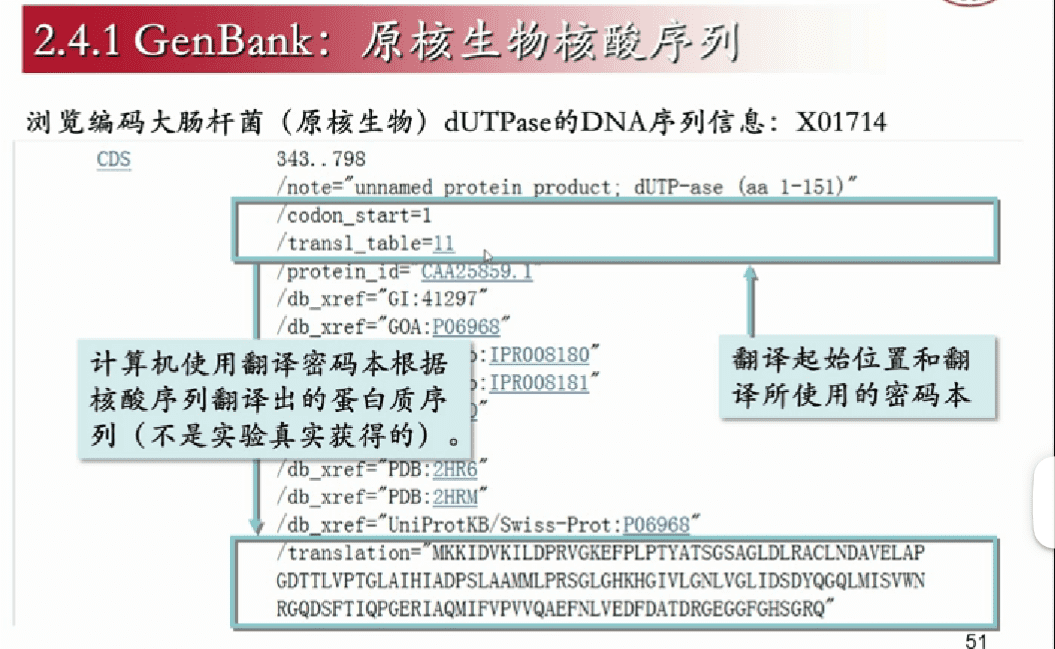 2.4.1 GenBank：原核生物核酸序列
浏览编码大肠杆菌（原核生物）dUTPase的DNA序列信息：X01714
CDS 343..798
/note="unnamed protein product; dUTP-ase (aa 1-151)"
/codon_start=1
/transl_table=11
/protein_id="CAA25859.1"
/db_xref="GI:41297"
/db_xref="GOA:P06968"
:IPR008180"
:IPR008181"
计算机使用翻译密码本根据
核酸序列翻译出的蛋白质序
列（不是实验真实获得的）。
翻译起始位置和翻
译所使用的密码本
/db_xref="PDB:2HR6"
/db_xref="PDB:2HRM"
/db_xref="UniProtKB/Swiss-Prot:P06968"
/translation="MKKIDVKILDPRVGKEFPLPTYATSGSAGLDLRACLNDAVELAP
GDTTLVPTGLAIHIADPSLAAMMLPRSGLGHKHGIVLGNLVGLIDSDYQGQLMISVWN
RGQDSFTIQPGERIAQMIFVPVVQAEFNLVEDFDATDRGEGGFGHSGRQ"
51